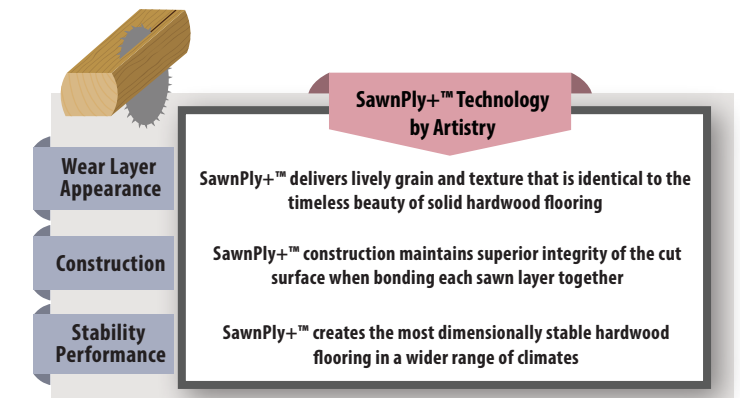 SawnPly+™ Technology
by Artistry
Wear Layer
Appearance
SawnPly+™ delivers lively grain and texture that is identical to the
timeless beauty of solid hardwood flooring
Construction
SawnPly+™ construction maintains superior integrity of the cut
surface when bonding each sawn layer together
Stability
Performance
SawnPly+™ creates the most dimensionally stable hardwood
flooring in a wider range of climates